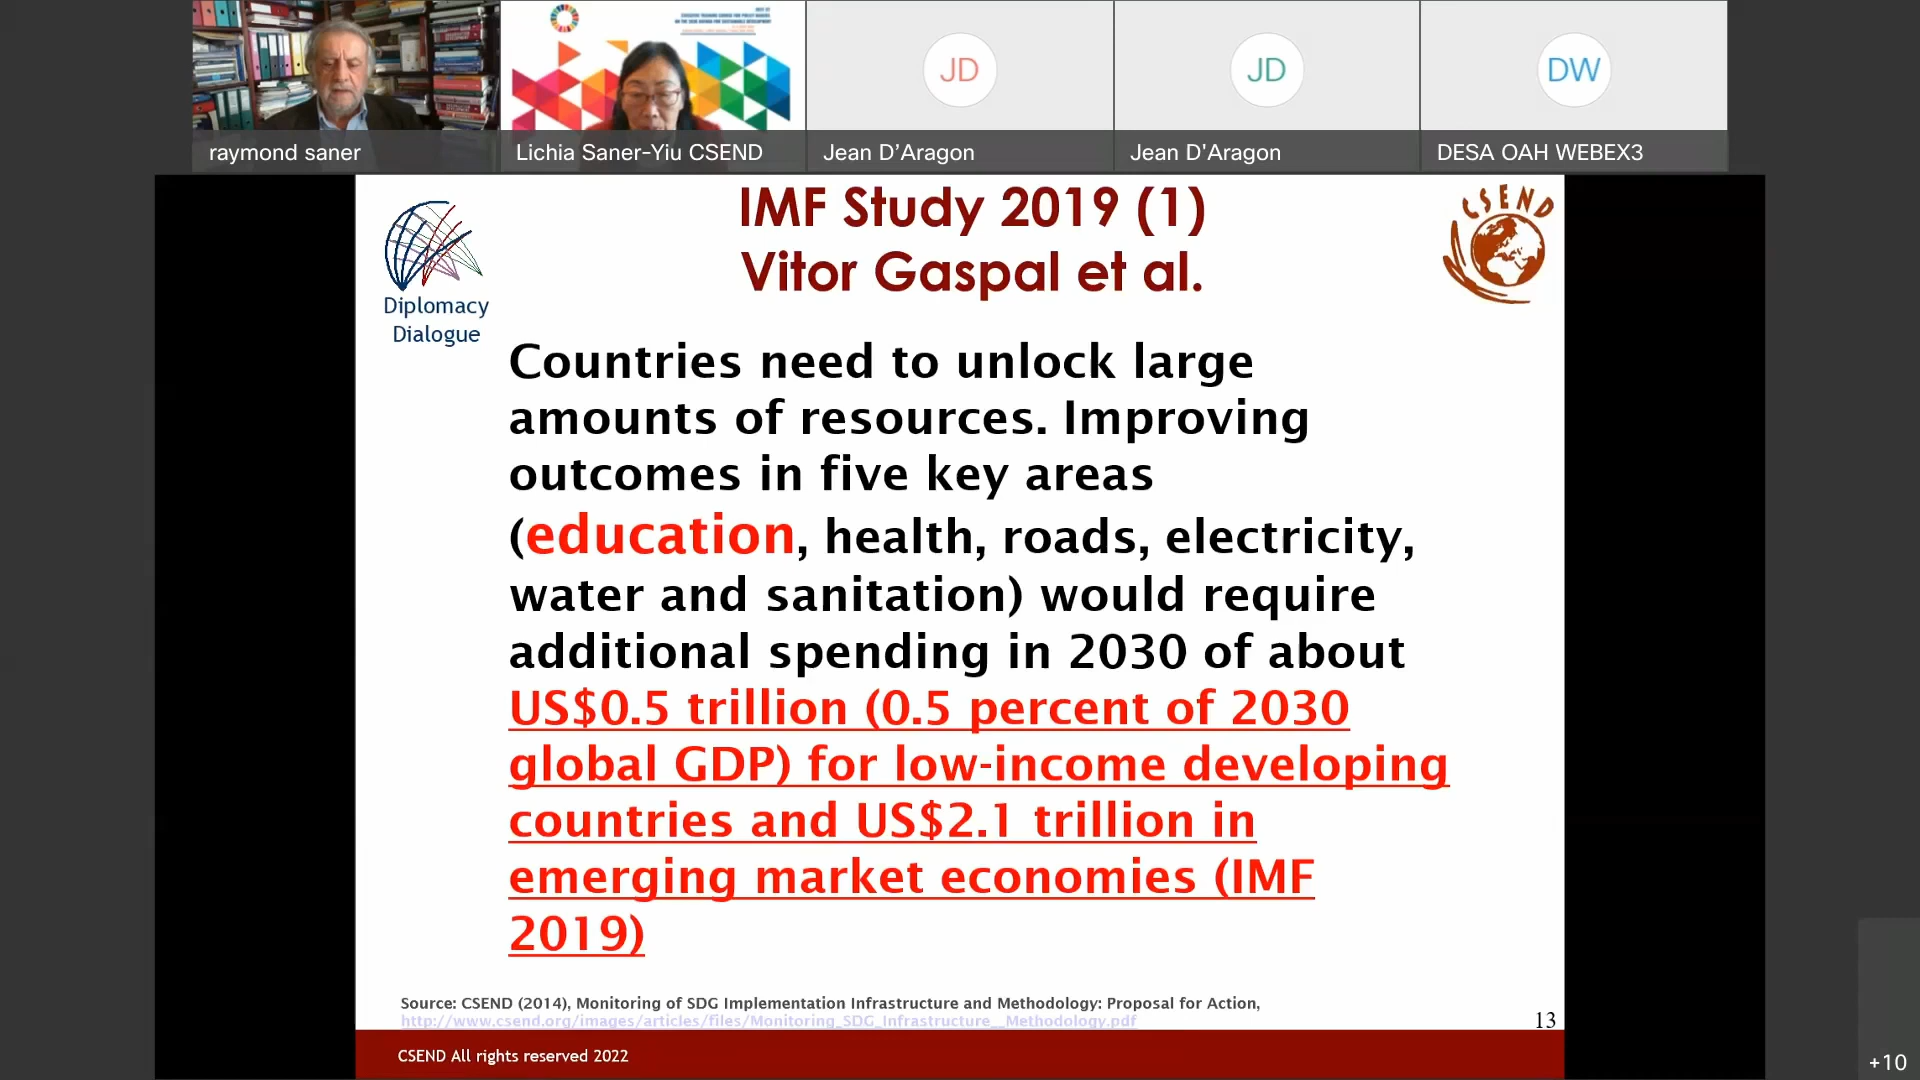 JD
JD
DW
raymond saner
Lichia Saner-Yiu CSEND
Jean D’Aragon
Jean D'Aragon
DESA OAH WEBEX3
IMF Study 2019 (1)
Vitor Gaspal et al.
CSEND
Diplomacy
Dialogue
Countries need to unlock large
amounts of resources. Improving
outcomes in five key areas
(education, health, roads, electricity,
water and sanitation) would require
additional spending in 2030 of about
US$0.5 trillion (0.5 percent of 2030
global GDP) for low-income developing
countries and US$2.1 trillion in
emerging market economies (IMF
2019)
Source: CSEND (2014), Monitoring of SDG Implementation Infrastructure and Methodology: Proposal for Action,
http://www.csend.org/images/articles/files/Monitoring_SDG_Infrastructure__Methodology.pdf
13
CSEND All rights reserved 2022
+10